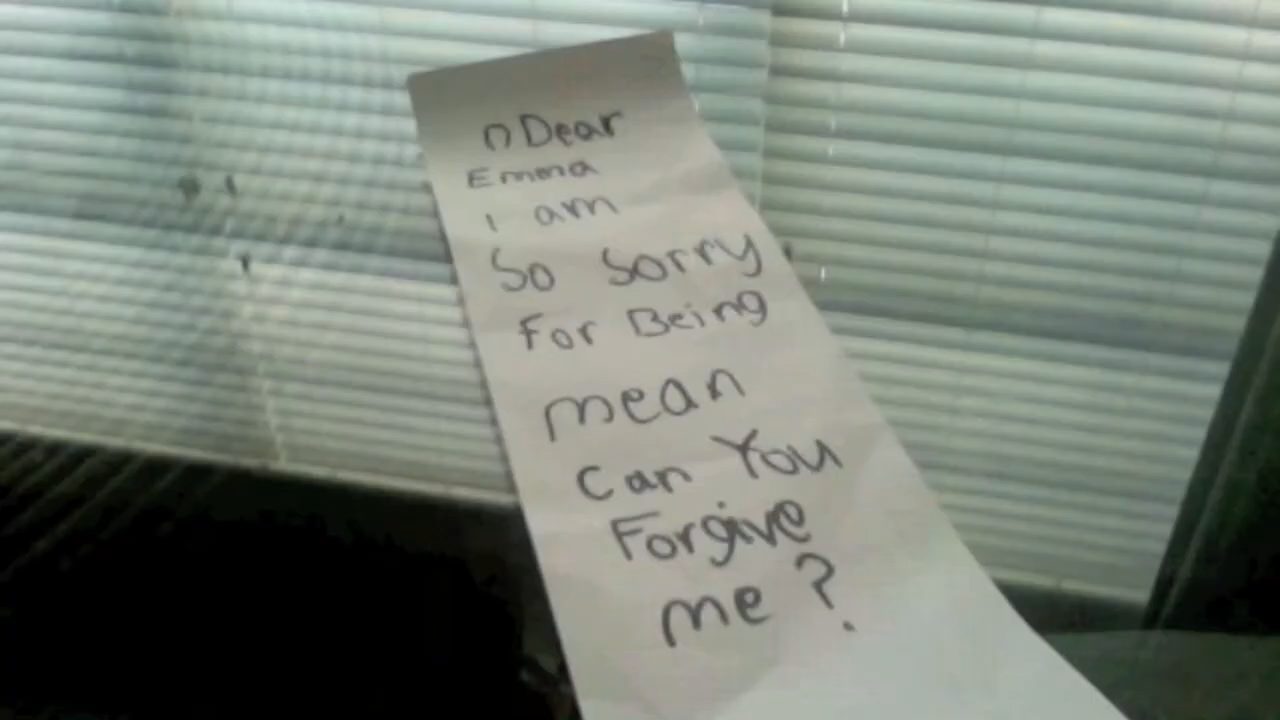 n Dear
Emma
I am
So Sorry
For Being
mean
Can You
Forgive
me?